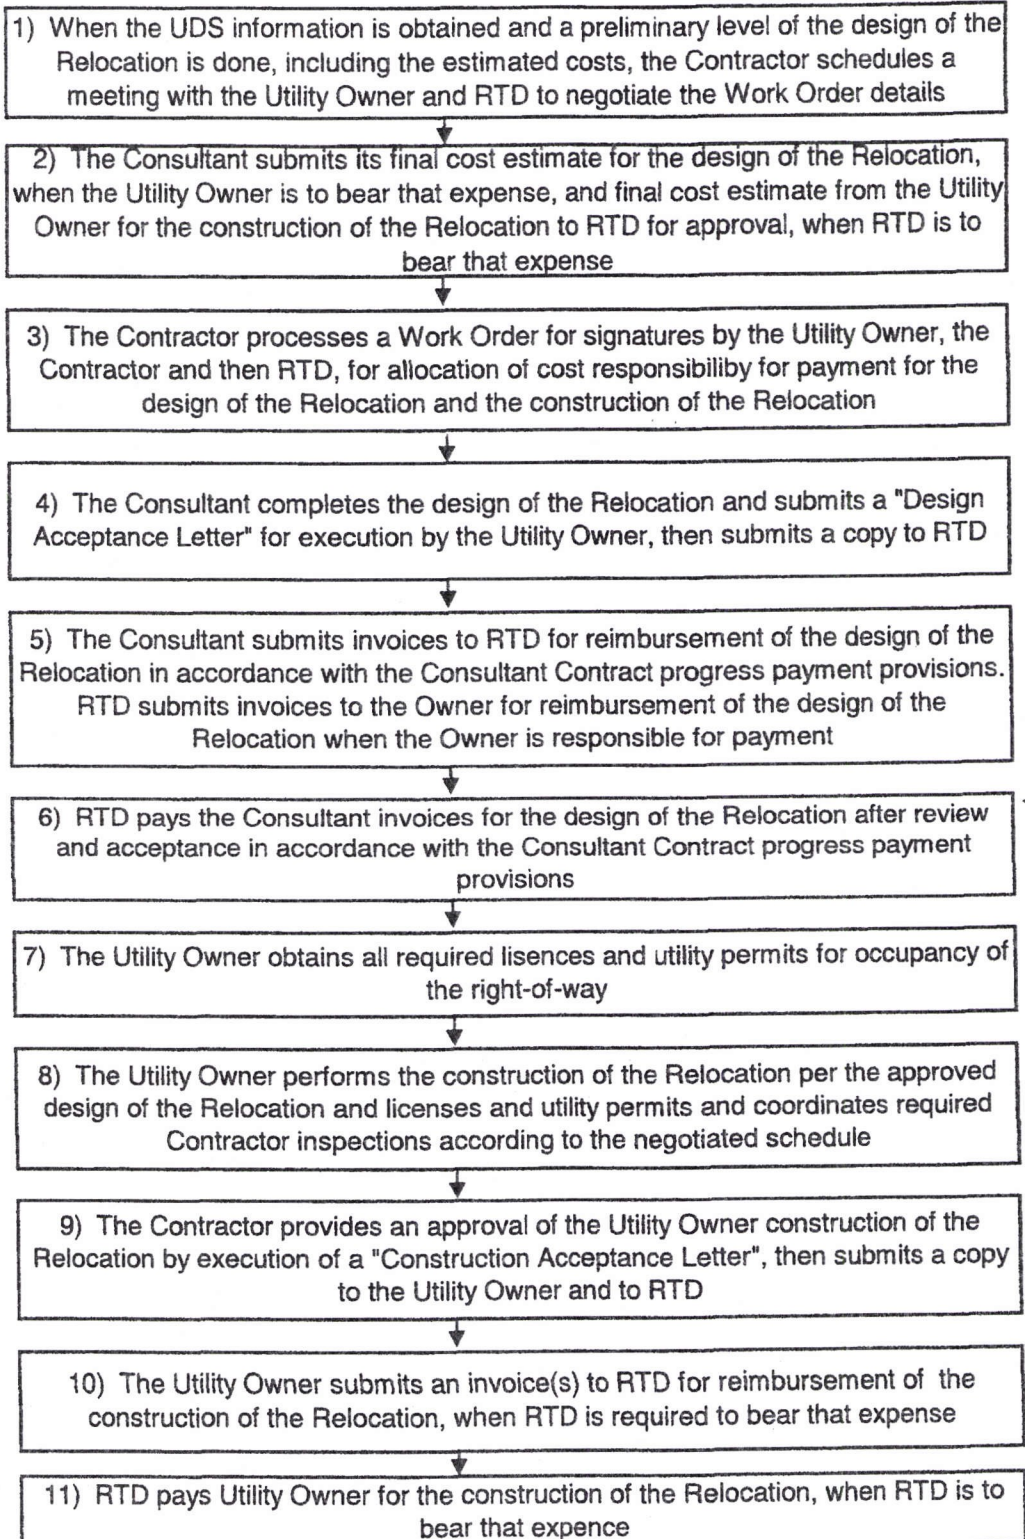 1) When the UDS information is obtained and a preliminary level of the design of the
Relocation is done, including the estimated costs, the Contractor schedules a
meeting with the Utility Owner and RTD to negotiate the Work Order details
2) The Consultant submits its final cost estimate for the design of the Relocation,
when the Utility Owner is to bear that expense, and final cost estimate from the Utility
Owner for the construction of the Relocation to RTD for approval, when RTD is to
bear that expense
3) The Contractor processes a Work Order for signatures by the Utility Owner, the
Contractor and then RTD, for allocation of cost responsibiliby for payment for the
design of the Relocation and the construction of the Relocation
4) The Consultant completes the design of the Relocation and submits a "Design
Acceptance Letter" for execution by the Utility Owner, then submits a copy to RTD
5) The Consultant submits invoices to RTD for reimbursement of the design of the
Relocation in accordance with the Consultant Contract progress payment provisions.
RTD submits invoices to the Owner for reimbursement of the design of the
Relocation when the Owner is responsible for payment
6) RTD pays the Consultant invoices for the design of the Relocation after review
and acceptance in accordance with the Consultant Contract progress payment
provisions
7) The Utility Owner obtains all required lisences and utility permits for occupancy of
the right-of-way
8) The Utility Owner performs the construction of the Relocation per the approved
design of the Relocation and licenses and utility permits and coordinates required
Contractor inspections according to the negotiated schedule
9) The Contractor provides an approval of the Utility Owner construction of the
Relocation by execution of a "Construction Acceptance Letter", then submits a copy
to the Utility Owner and to RTD
10) The Utility Owner submits an invoice(s) to RTD for reimbursement of the
construction of the Relocation, when RTD is required to bear that expense
11) RTD pays Utility Owner for the construction of the Relocation, when RTD is to
bear that expence